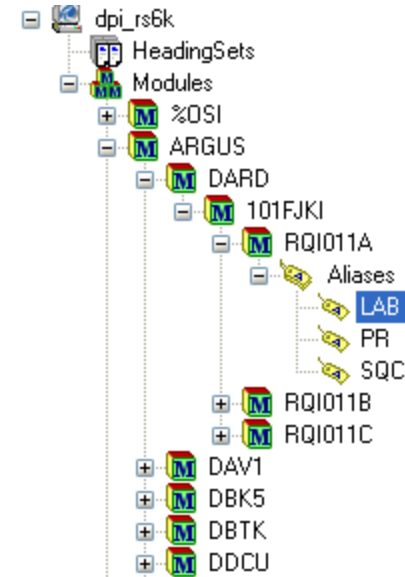 dpi_rs6k
HeadingSets
Modules
%OSI
ARGUS
DARD
101FJKI
RQI011A
Aliases
LAB
PR
SQC
RQI011B
RQI011C
DAV1
DBK5
DBTK
DDCU